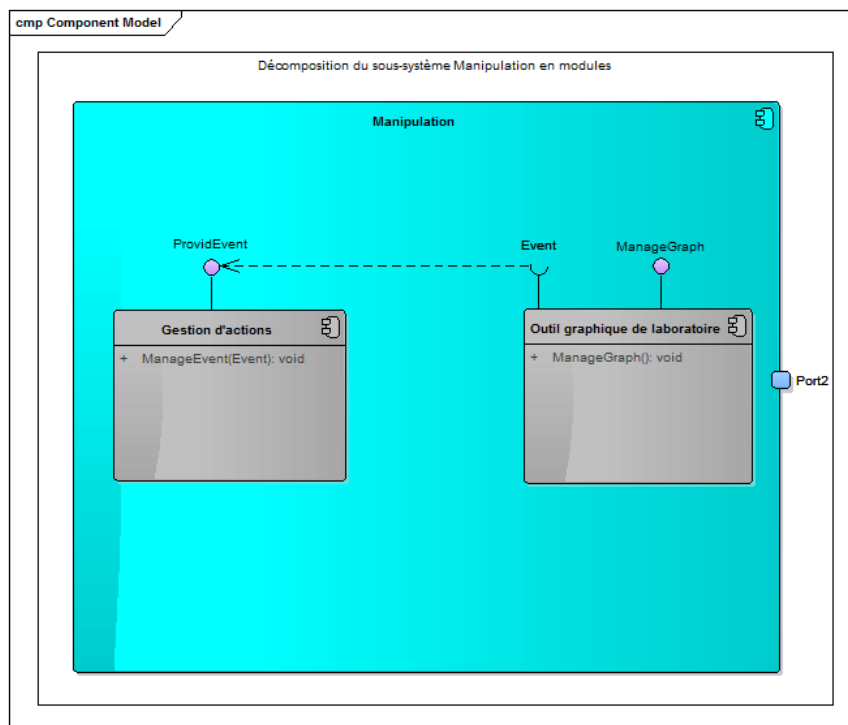 cmp Component Model
Décomposition du sous-système Manipulation en modules
Manipulation
ProvidEvent
Event
ManageGraph
Gestion d'actions
+ ManageEvent(Event): void
Outil graphique de laboratoire
+ ManageGraph(): void
Port2